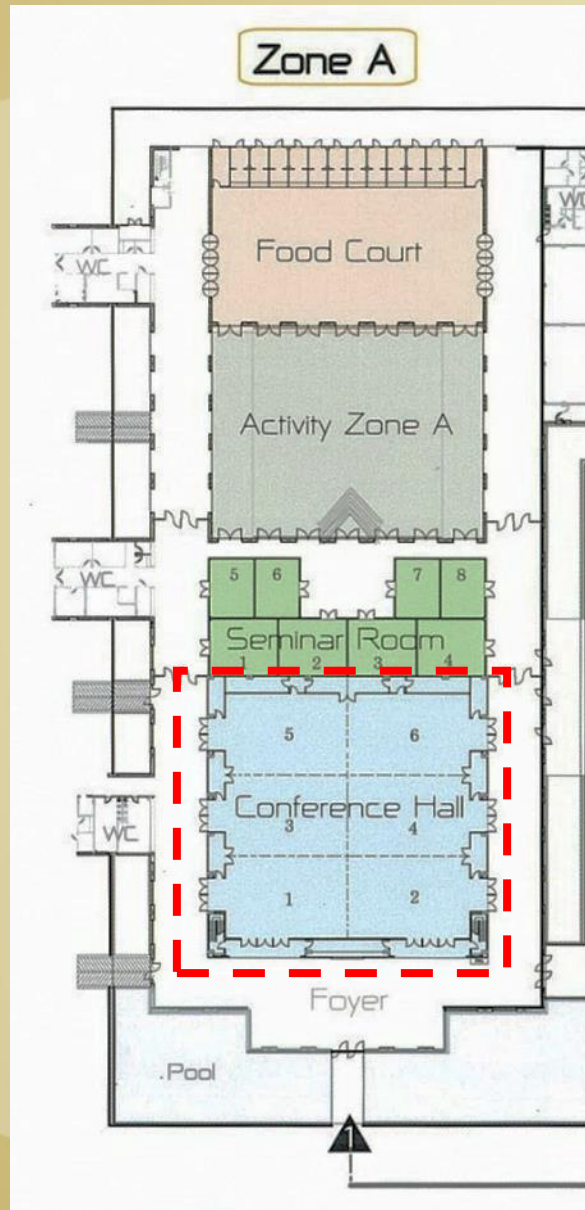 Zone A
WC
Food Court
WC
Activity Zone A
WC
5 6 7 8
Seminar Room
1 2 3 4
5 6
Conference Hall
3 4
WC
1 2
Foyer
Pool
1